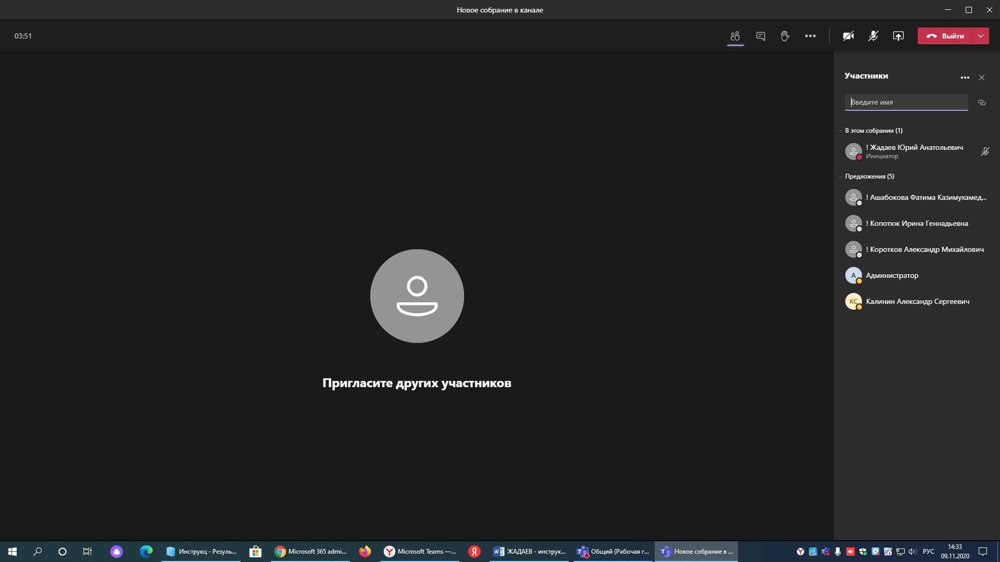 Новое собрание в канале
03:51
Выйти
Участники
Введите имя
В этом собрании (1)
! Жадаев Юрий Анатольевич
Инициатор
Предложения (5)
! Ашабокова Фатима Казимухамед...
! Копотюк Ирина Геннадьевна
! Коротков Александр Михайлович
А Администратор
КС Калинин Александр Сергеевич
Пригласите других участников
Инструкц - Резуль...
Microsoft 365 admi...
Microsoft Teams —...
ЖАДАЕВ - инструк...
Общий (Рабочая г...
Новое собрание в ...
РУС
14:33
09.11.2020